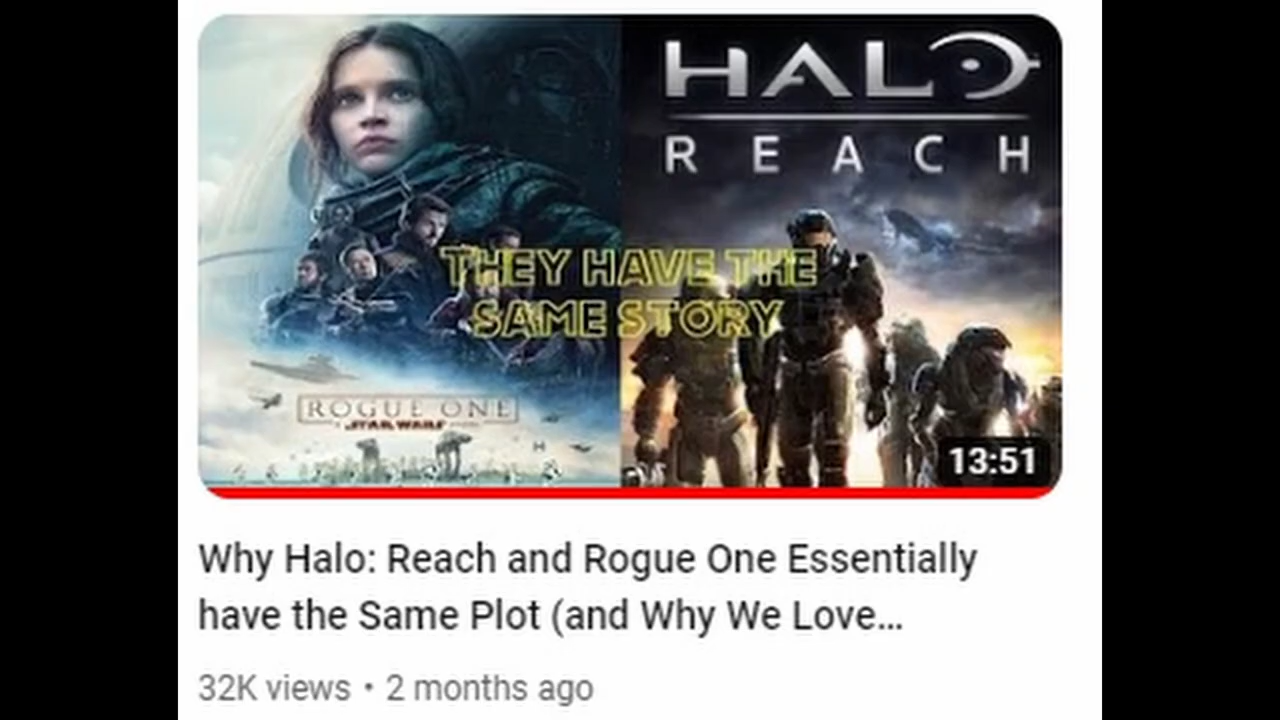 HALO
REACH
THEY HAVE THE
SAME STORY
ROGUE ONE
STAR WARS
13:51
Why Halo: Reach and Rogue One Essentially
have the Same Plot (and Why We Love...
32K views • 2 months ago